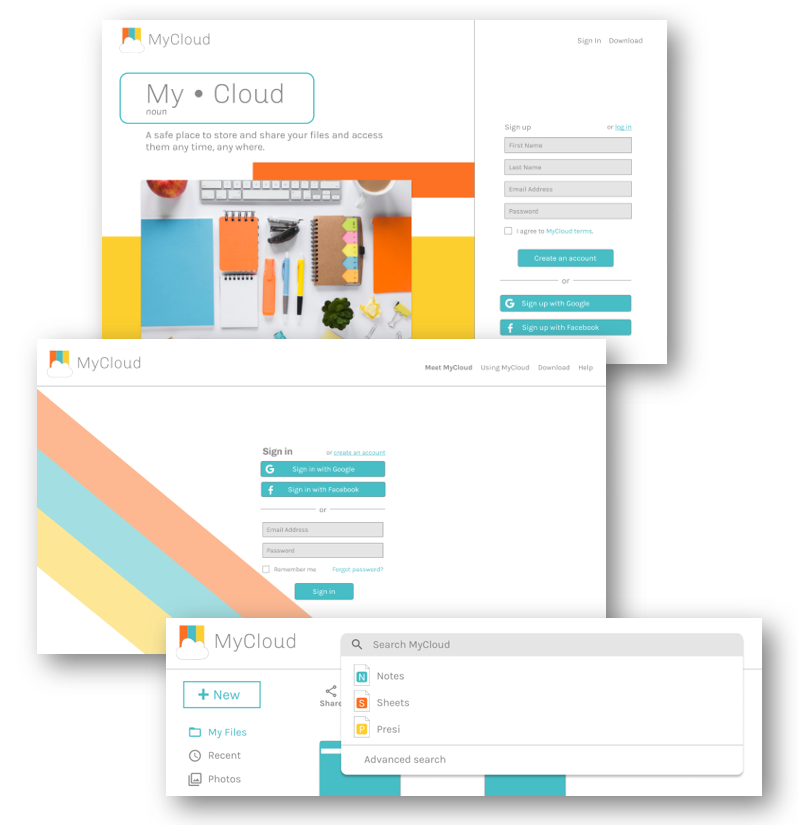 MyCloud
Sign In Download
My • Cloud
noun
A safe place to store and share your files and access
them any time, any where.
Sign up or log in
First Name
Last Name
Email Address
Password
I agree to MyCloud terms.
Create an account
or
G Sign up with Google
f Sign up with Facebook
MyCloud
Meet MyCloud Using MyCloud Download Help
Sign in or create an account
G Sign in with Google
f Sign in with Facebook
or
Email Address
Password
Remember me Forgot password?
Sign in
MyCloud
Search MyCloud
+ New
Share
N Notes
S Sheets
P Presi
Advanced search
My Files
Recent
Photos